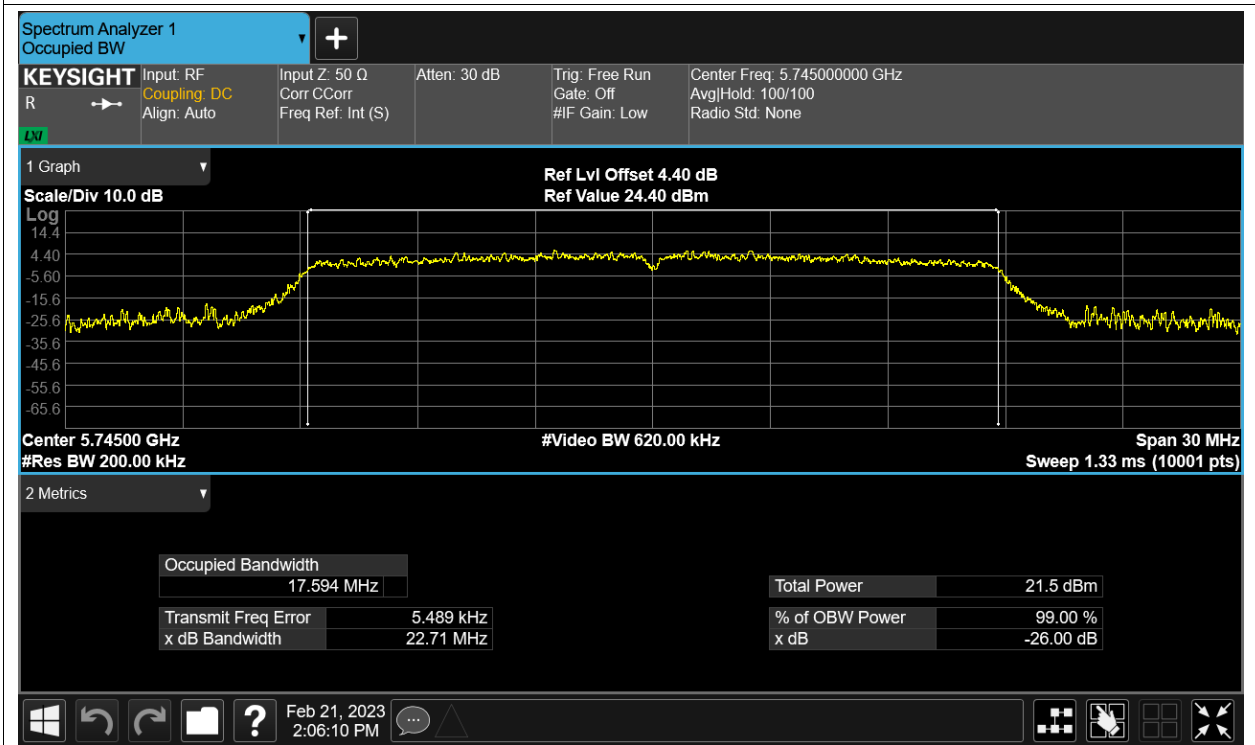 Spectrum Analyzer 1
Occupied BW
+
KEYSIGHT
R
LXI
Input: RF
Coupling: DC
Align: Auto
Input Z: 50 Ω
Corr CCorr
Freq Ref: Int (S)
Atten: 30 dB
Trig: Free Run
Gate: Off
#IF Gain: Low
Center Freq: 5.745000000 GHz
Avg|Hold: 100/100
Radio Std: None
1 Graph
Scale/Div 10.0 dB
Ref Lvl Offset 4.40 dB
Ref Value 24.40 dBm
Log
14.4
4.40
-5.60
-15.6
-25.6
-35.6
-45.6
-55.6
-65.6
Center 5.74500 GHz
#Video BW 620.00 kHz
Span 30 MHz
#Res BW 200.00 kHz
Sweep 1.33 ms (10001 pts)
2 Metrics
Occupied Bandwidth
17.594 MHz
Total Power 21.5 dBm
Transmit Freq Error 5.489 kHz
% of OBW Power 99.00 %
x dB Bandwidth 22.71 MHz
x dB -26.00 dB
?
Feb 21, 2023
2:06:10 PM